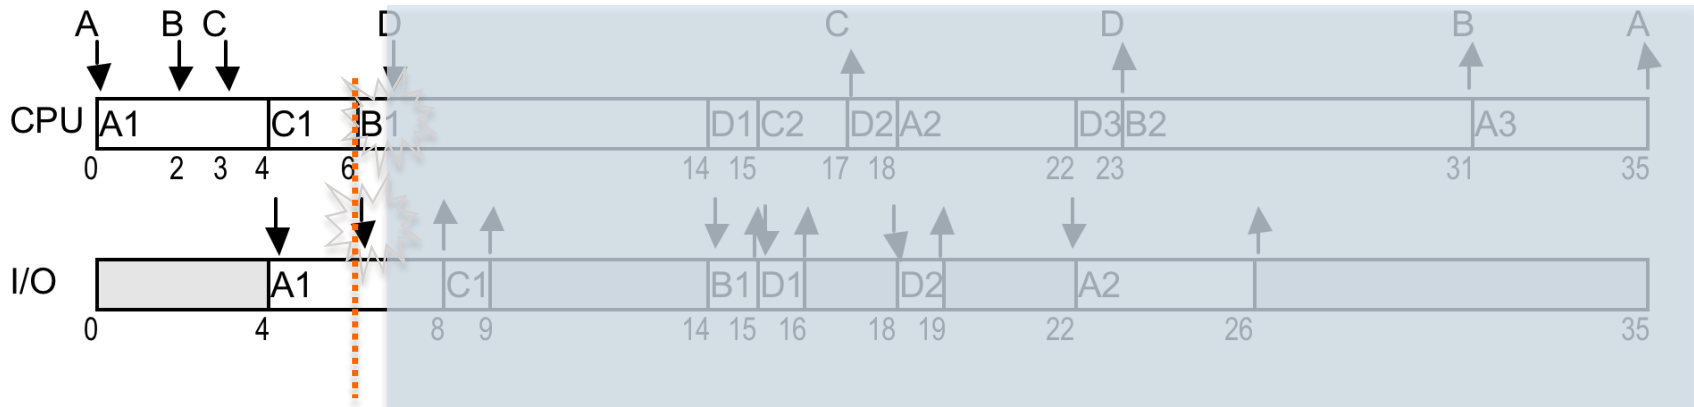 A B C D C D B A
CPU A1 C1 B1 D1 C2 D2 A2 D3 B2 A3
0 2 3 4 6 14 15 17 18 22 23 31 35
I/O A1 C1 B1 D1 D2 A2
0 4 8 9 14 15 16 18 19 22 26 35